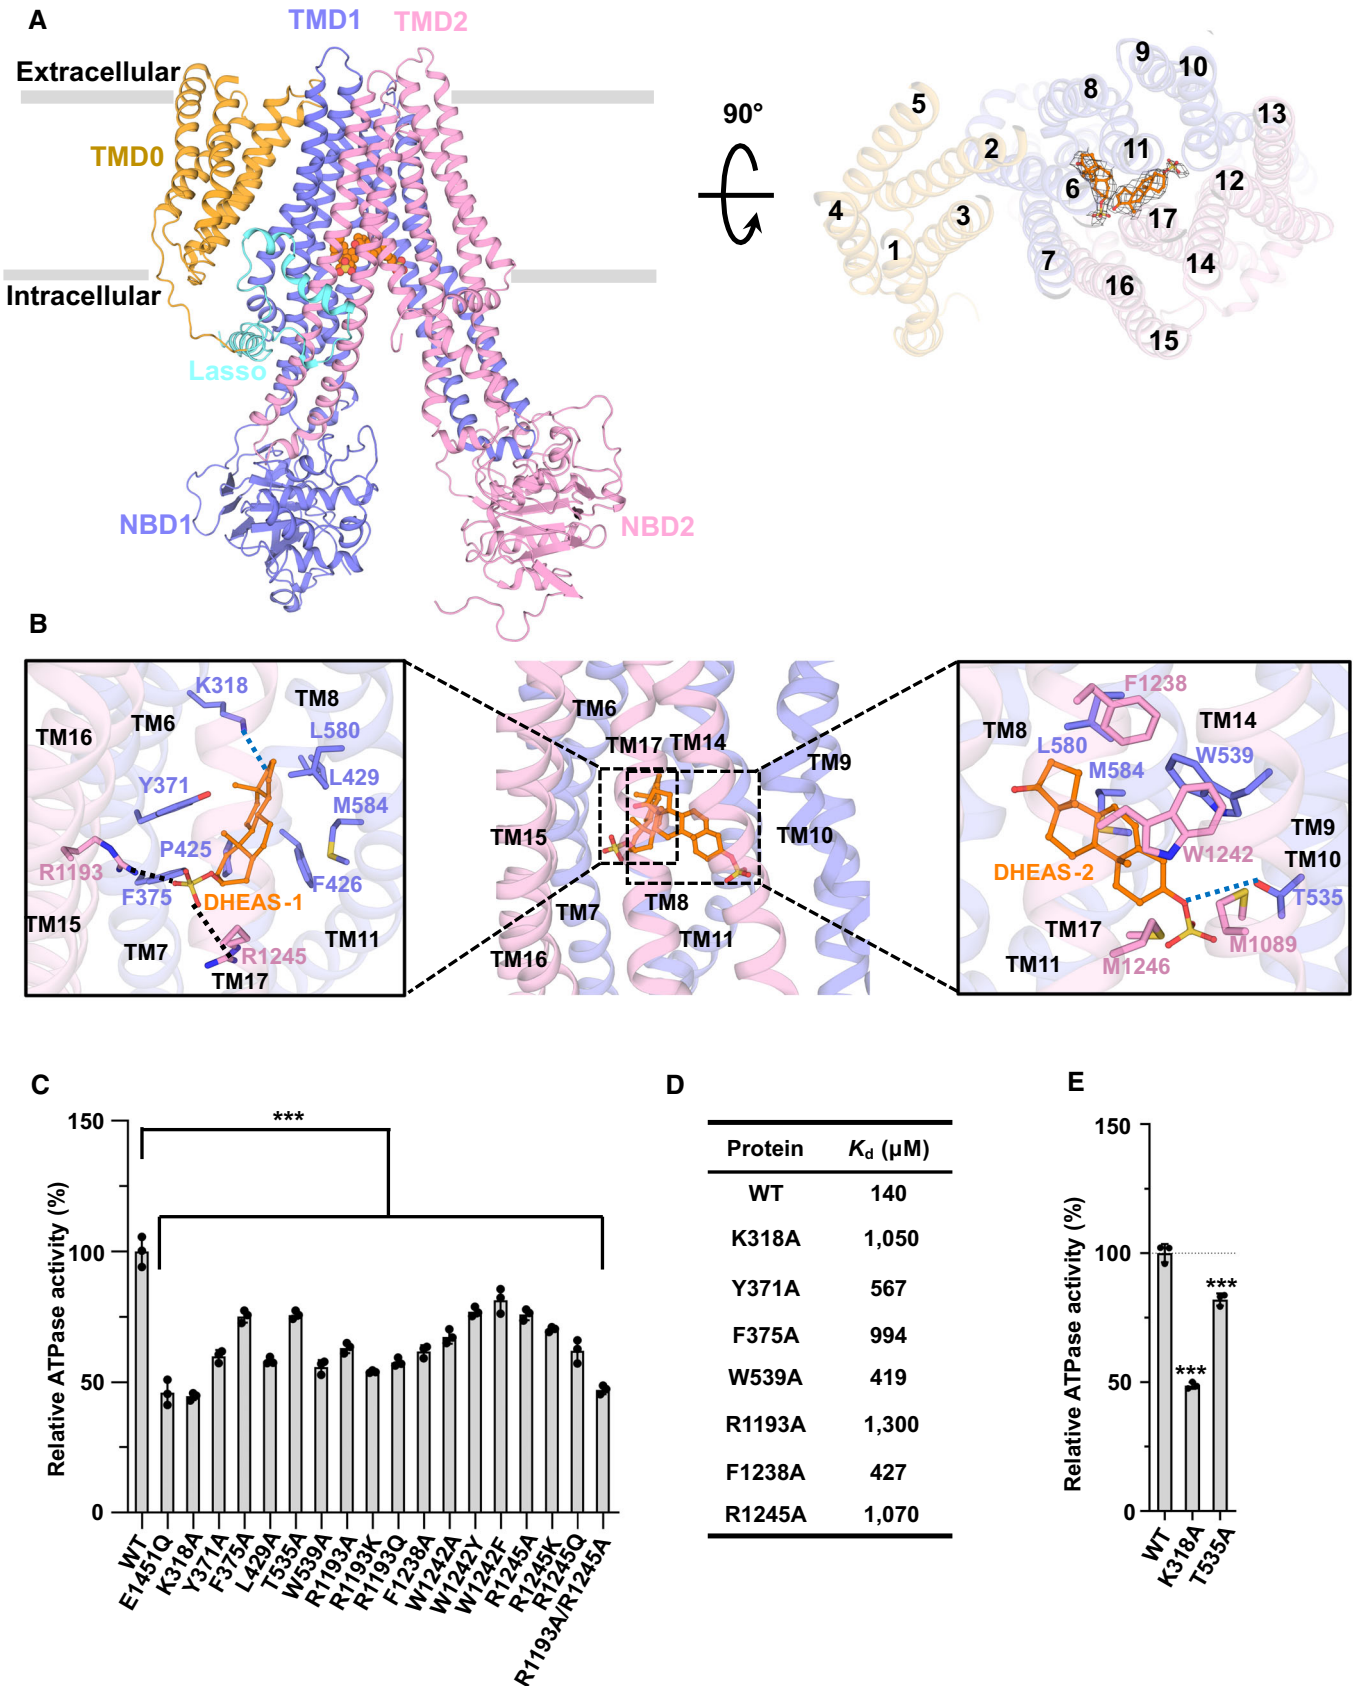 A
TMD1
TMD2
Extracellular
TMD0
Intracellular
Lasso
NBD1
NBD2
90°
1
2
3
4
5
6
7
8
9
10
11
12
13
14
15
16
17
B
K318
TM8
TM6
TM16
L580
L429
Y371
M584
P425
R1193
F375
F426
DHEAS-1
TM15
TM7
R1245
TM11
TM17
TM6
TM17
TM14
TM9
TM15
TM10
TM7
TM8
TM11
TM16
F1238
TM8
TM14
L580
W539
M584
TM9
W1242
TM10
DHEAS-2
T535
TM17
M1089
TM11
M1246
C
Relative ATPase activity (%)
150
100
50
0
***
WT
E1451Q
K318A
Y371A
F375A
L429A
T535A
W539A
R1193A
R1193K
R1193Q
F1238A
W1242A
W1242Y
W1242F
R1245A
R1245K
R1245Q
R1193A/R1245A
D
Protein Kd (µM)
WT 140
K318A 1,050
Y371A 567
F375A 994
W539A 419
R1193A 1,300
F1238A 427
R1245A 1,070
E
Relative ATPase activity (%)
150
100
50
0
***
***
WT
K318A
T535A